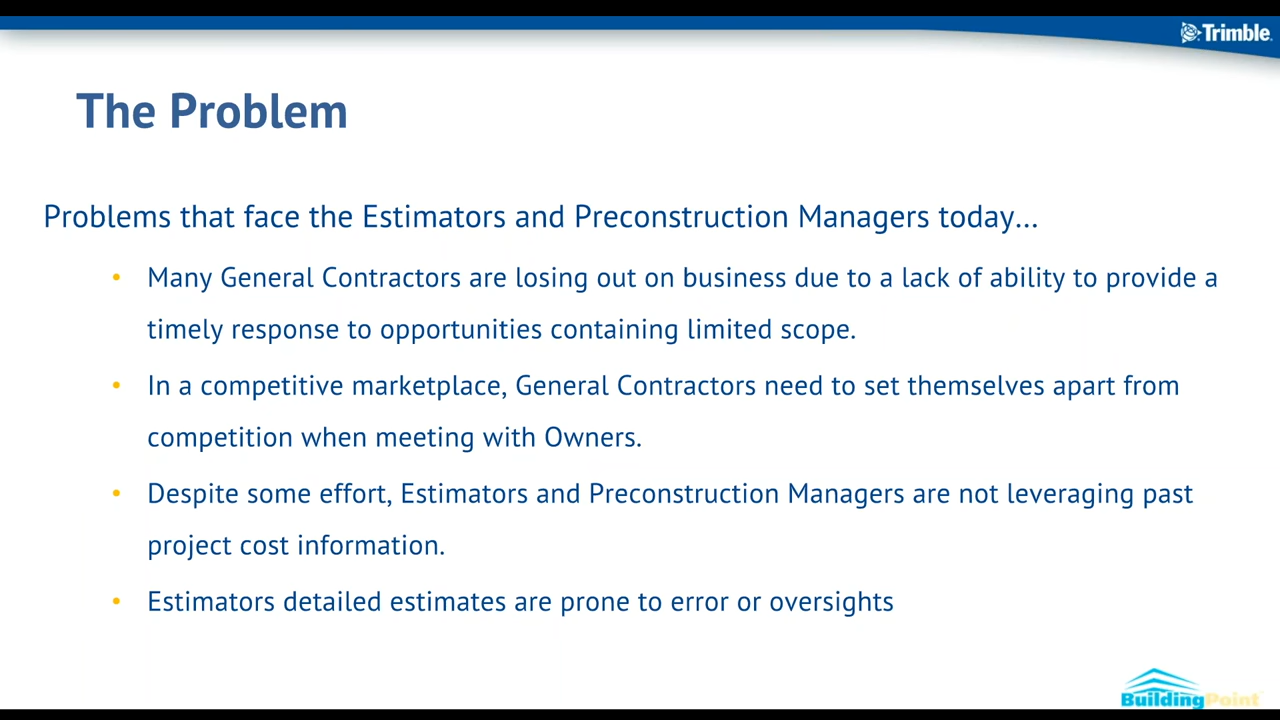 Trimble
The Problem
Problems that face the Estimators and Preconstruction Managers today...
• Many General Contractors are losing out on business due to a lack of ability to provide a
timely response to opportunities containing limited scope.
• In a competitive marketplace, General Contractors need to set themselves apart from
competition when meeting with Owners.
• Despite some effort, Estimators and Preconstruction Managers are not leveraging past
project cost information.
• Estimators detailed estimates are prone to error or oversights
BuildingPoint